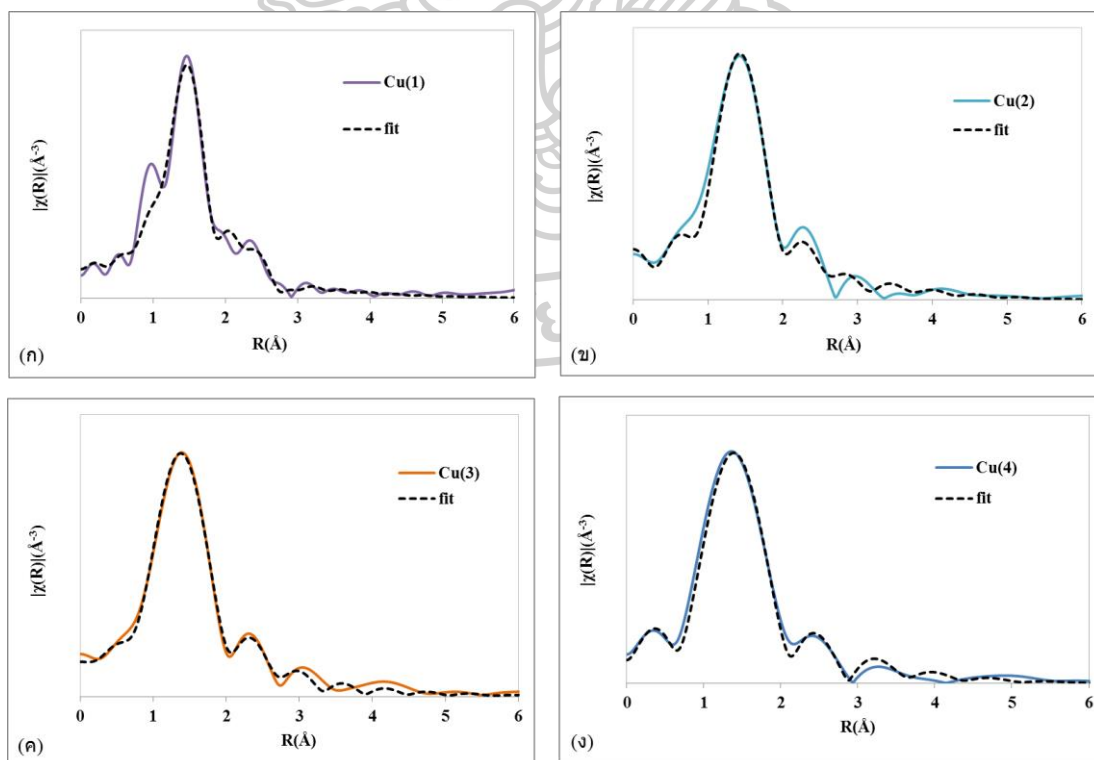 Cu(1)
fit
|χ(R)|(Å⁻³)
0 1 2 3 4 5 6
R(Å)
(ก)
Cu(2)
fit
|χ(R)|(Å⁻³)
0 1 2 3 4 5 6
R(Å)
(ข)
Cu(3)
fit
|χ(R)|(Å⁻³)
0 1 2 3 4 5 6
R(Å)
(ค)
Cu(4)
fit
|χ(R)|(Å⁻³)
0 1 2 3 4 5 6
R(Å)
(ง)